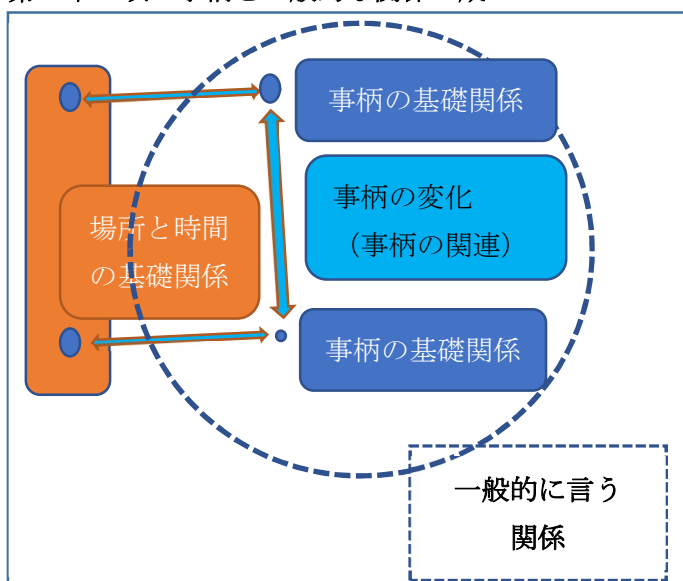 事柄の基礎関係
事柄の変化
（事柄の関連）
場所と時間
の基礎関係
事柄の基礎関係
一般的に言う
関係